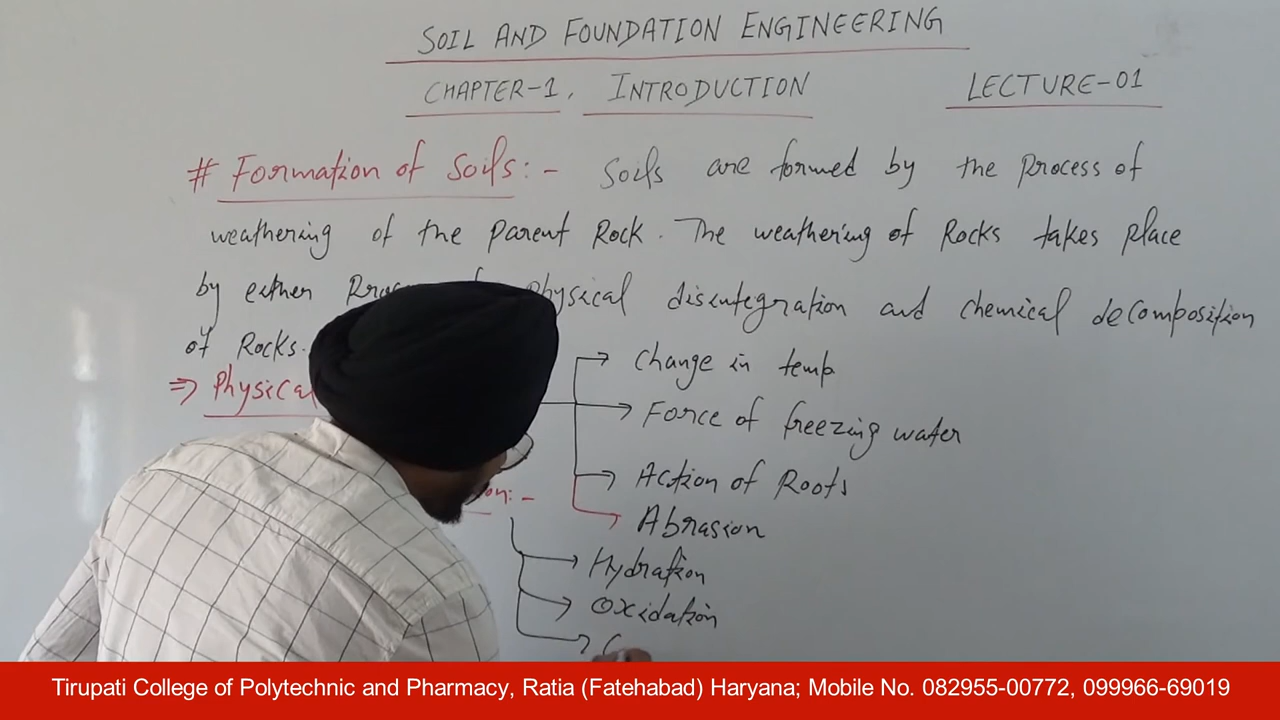 SOIL AND FOUNDATION ENGINEERING
CHAPTER-1, INTRODUCTION LECTURE-01
# Formation of Soils:- Soils are formed by the process of
weathering of the parent Rock. The weathering of Rocks takes place
by either physical disintegration and chemical decomposition
of Rocks.
⇒ Physical
Change in temp.
Force of freezing water
Action of Roots
Abrasion
Hydration
Oxidation
Tirupati College of Polytechnic and Pharmacy, Ratia (Fatehabad) Haryana; Mobile No. 082955-00772, 099966-69019